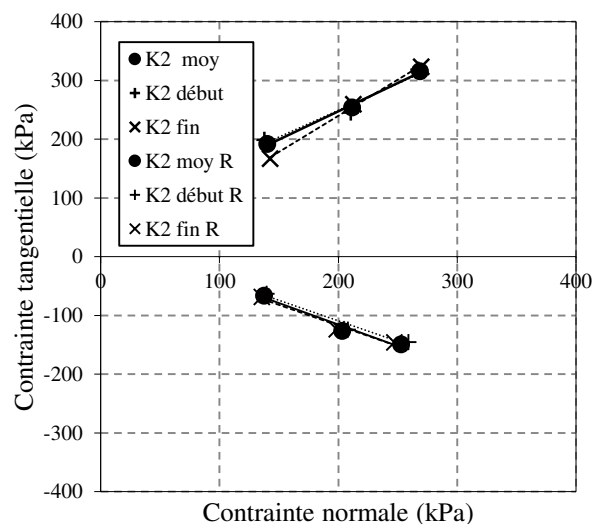 400
300
200
100
0
-100
-200
-300
-400
0 100 200 300 400
Contrainte tangentielle (kPa)
Contrainte normale (kPa)
K2 moy
K2 début
K2 fin
K2 moy R
K2 début R
K2 fin R